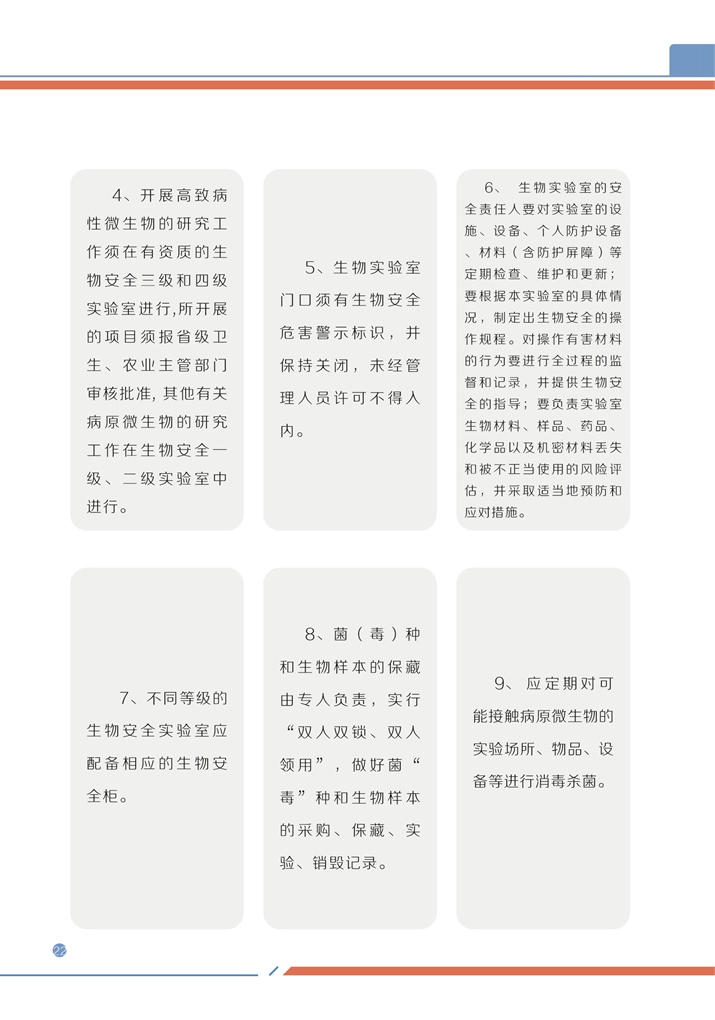 4、开展高致病
性微生物的研究工
作须在有资质的生
物安全三级和四级
实验室进行,所开展
的项目须报省级卫
生、农业主管部门
审核批准, 其他有关
病原微生物的研究
工作在生物安全一
级、二级实验室中
进行。
5、生物实验室
门口须有生物安全
危害警示标识，并
保持关闭，未经管
理人员许可不得入
内。
6、 生物实验室的安
全责任人要对实验室的设
施、设备、个人防护设备
、材料（含防护屏障）等
定期检查、维护和更新；
要根据本实验室的具体情
况，制定出生物安全的操
作规程。对操作有害材料
的行为要进行全过程的监
督和记录，并提供生物安
全的指导；要负责实验室
生物材料、样品、药品、
化学品以及机密材料丢失
和被不正当使用的风险评
估，并采取适当地预防和
应对措施。
7、不同等级的
生物安全实验室应
配备相应的生物安
全柜。
8、菌（毒）种
和生物样本的保藏
由专人负责，实行
“双人双锁、双人
领用”，做好菌“
毒”种和生物样本
的采购、保藏、实
验、销毁记录。
9、 应定期对可
能接触病原微生物的
实验场所、物品、设
备等进行消毒杀菌。
22